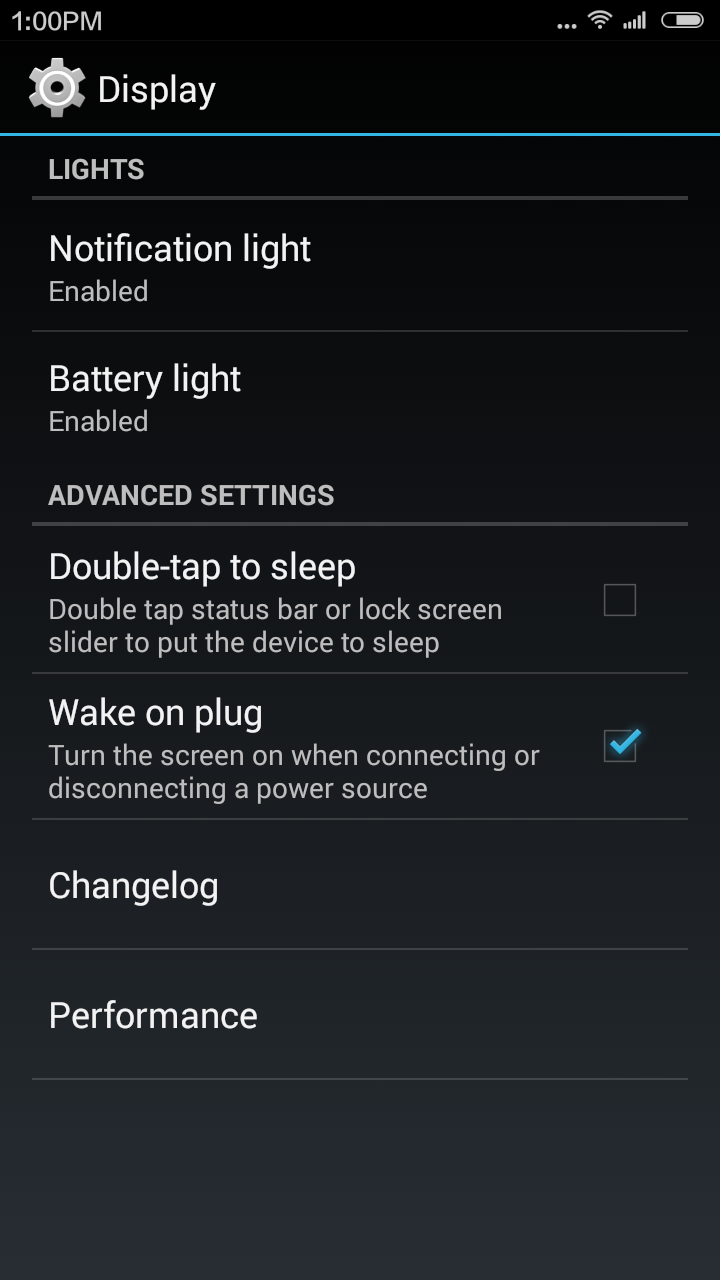 1:00PM
Display
LIGHTS
Notification light
Enabled
Battery light
Enabled
ADVANCED SETTINGS
Double-tap to sleep
Double tap status bar or lock screen
slider to put the device to sleep
Wake on plug
Turn the screen on when connecting or
disconnecting a power source
Changelog
Performance